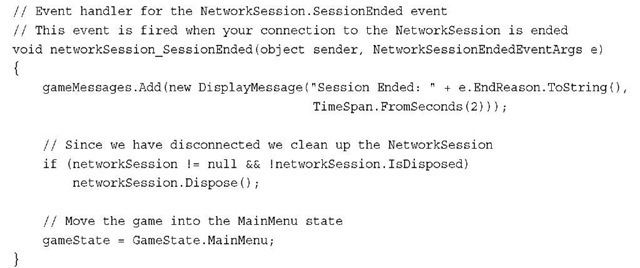 // Event handler for the NetworkSession.SessionEnded event
// This event is fired when your connection to the NetworkSession is ended
void networkSession_SessionEnded(object sender, NetworkSessionEndedEventArgs e)
{
    gameMessages.Add(new DisplayMessage("Session Ended: " + e.EndReason.ToString(),
                                        TimeSpan.FromSeconds(2)));
    // Since we have disconnected we clean up the NetworkSession
    if (networkSession != null && !networkSession.IsDisposed)
        networkSession.Dispose();
    // Move the game into the MainMenu state
    gameState = GameState.MainMenu;
}